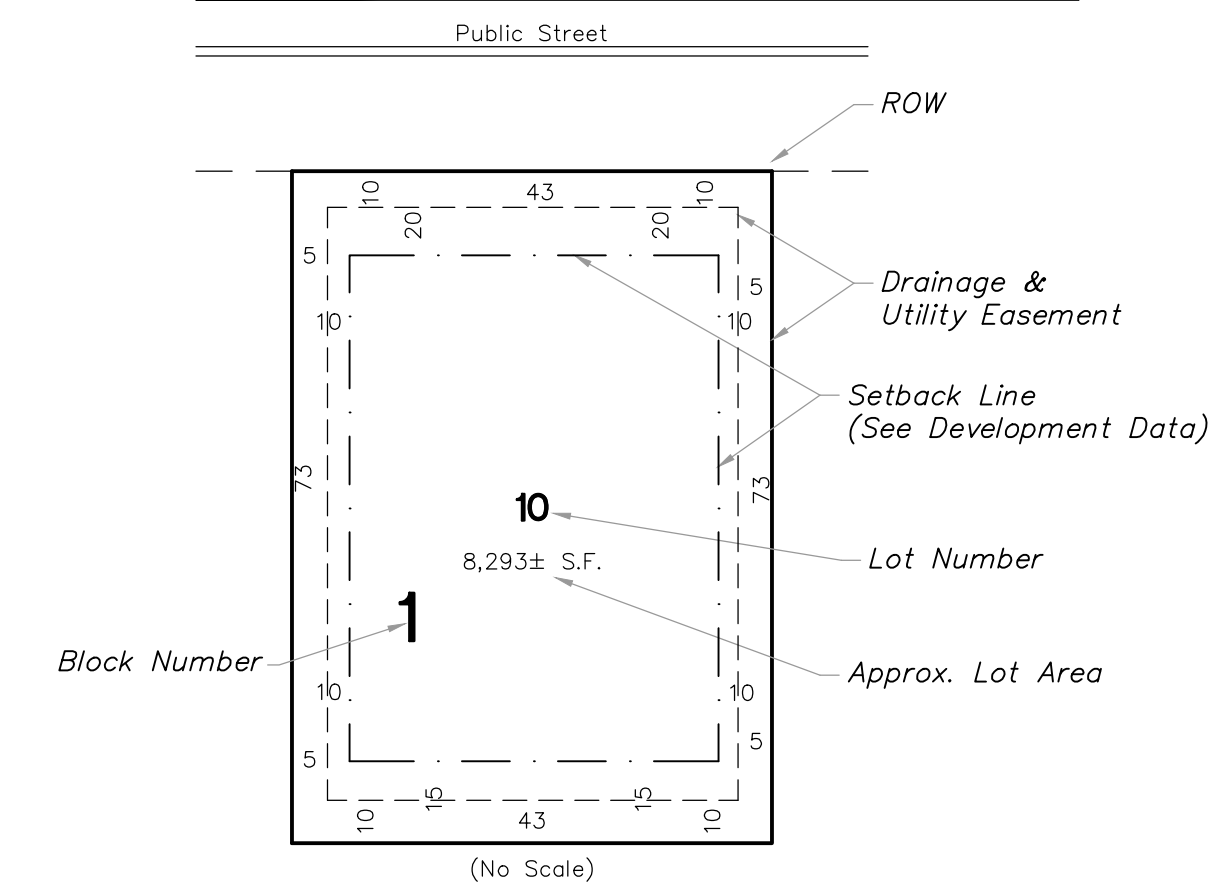 Public Street
ROW
10 43 10
20 20
5
5
Drainage &
Utility Easement
10 10
Setback Line
(See Development Data)
73 73
10
Lot Number
8,293± S.F.
1
Block Number
Approx. Lot Area
10 10
5
5
15 15
10 43 10
(No Scale)